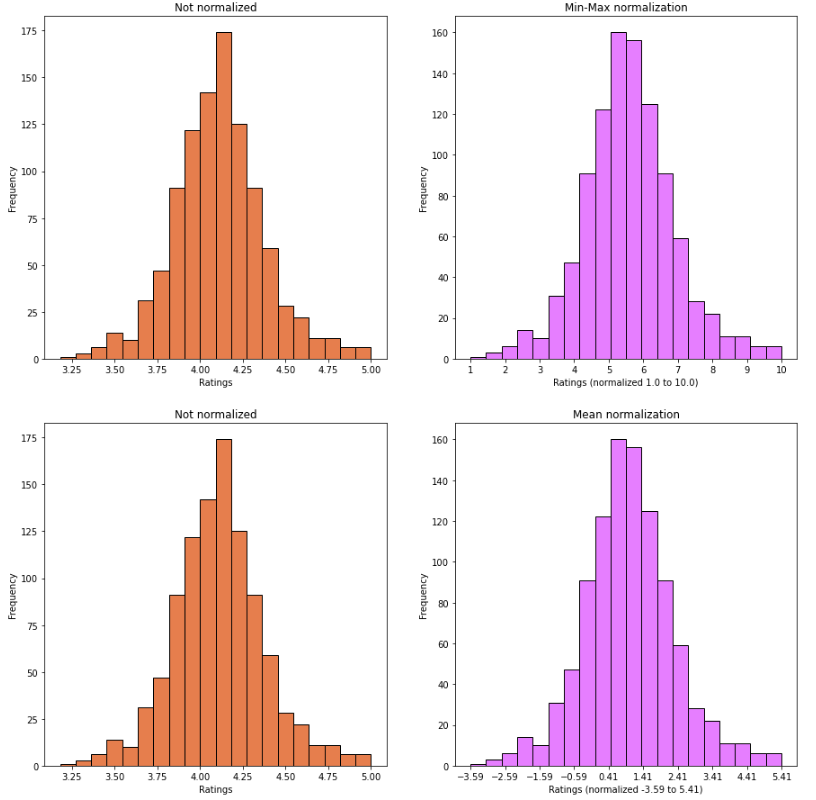 Not normalized
175
150
125
100
75
50
25
0
Frequency
3.25 3.50 3.75 4.00 4.25 4.50 4.75 5.00
Ratings
Min-Max normalization
160
140
120
100
80
60
40
20
0
Frequency
1 2 3 4 5 6 7 8 9 10
Ratings (normalized 1.0 to 10.0)
Not normalized
175
150
125
100
75
50
25
0
Frequency
3.25 3.50 3.75 4.00 4.25 4.50 4.75 5.00
Ratings
Mean normalization
160
140
120
100
80
60
40
20
0
Frequency
−3.59 −2.59 −1.59 −0.59 0.41 1.41 2.41 3.41 4.41 5.41
Ratings (normalized -3.59 to 5.41)